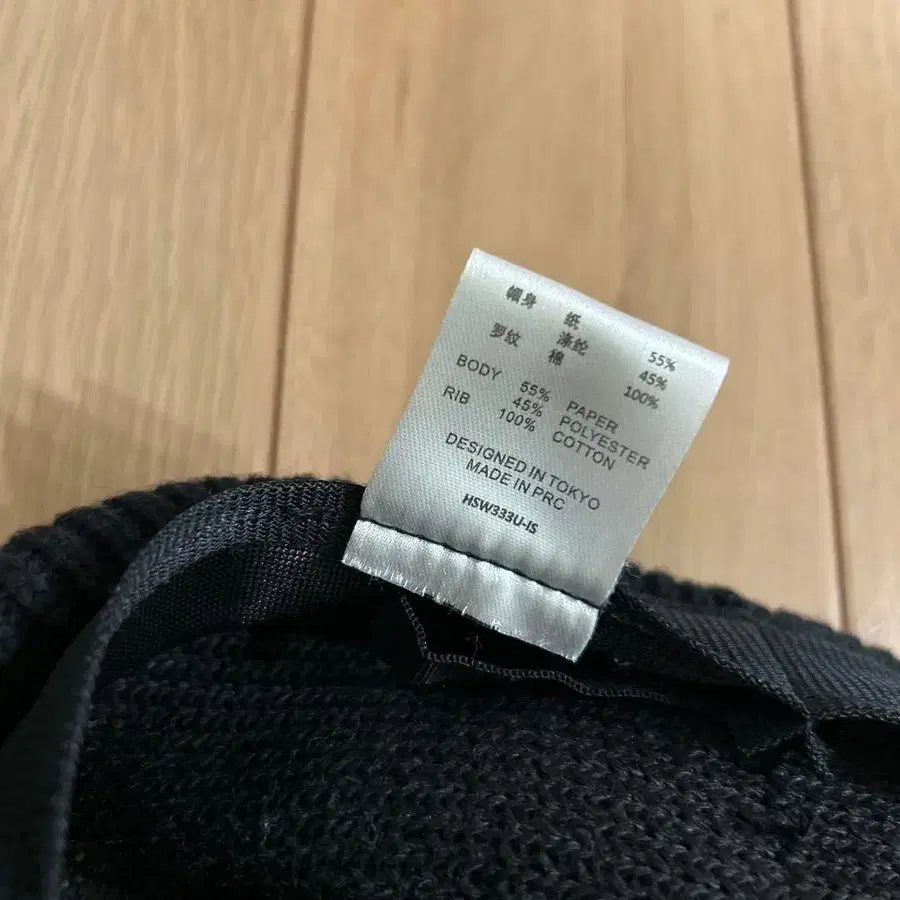 帽身 纸 55%
涤纶 45%
罗纹 棉 100%
BODY 55% PAPER
45% POLYESTER
RIB 100% COTTON
DESIGNED IN TOKYO
MADE IN PRC
HSW333U-IS